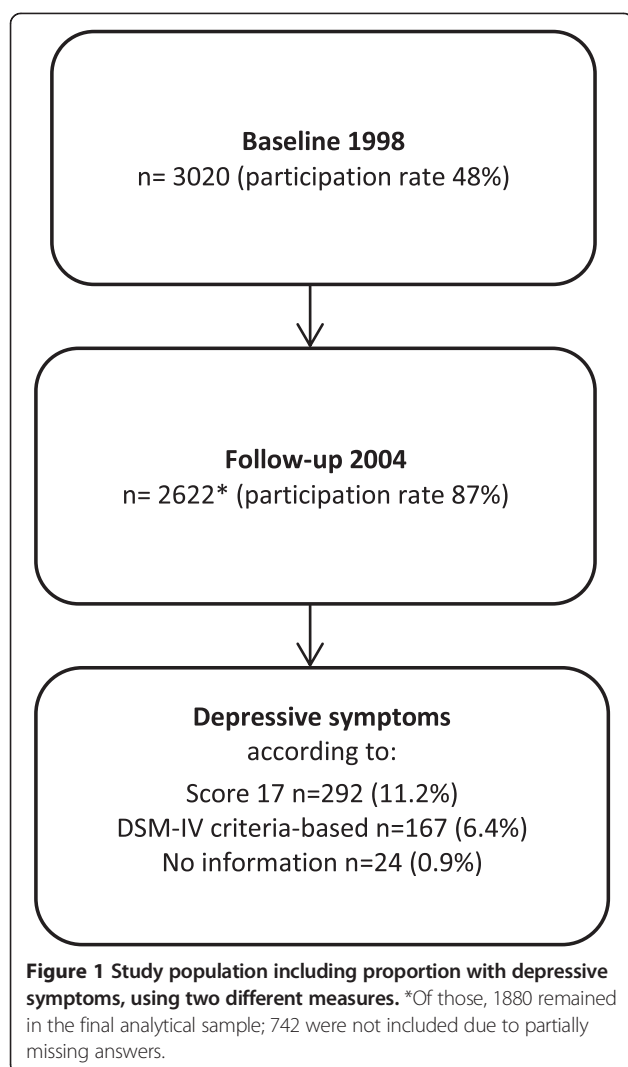 Baseline 1998
n= 3020 (participation rate 48%)
Follow-up 2004
n= 2622* (participation rate 87%)
Depressive symptoms
according to:
Score 17 n=292 (11.2%)
DSM-IV criteria-based n=167 (6.4%)
No information n=24 (0.9%)
Figure 1 Study population including proportion with depressive
symptoms, using two different measures. *Of those, 1880 remained
in the final analytical sample; 742 were not included due to partially
missing answers.